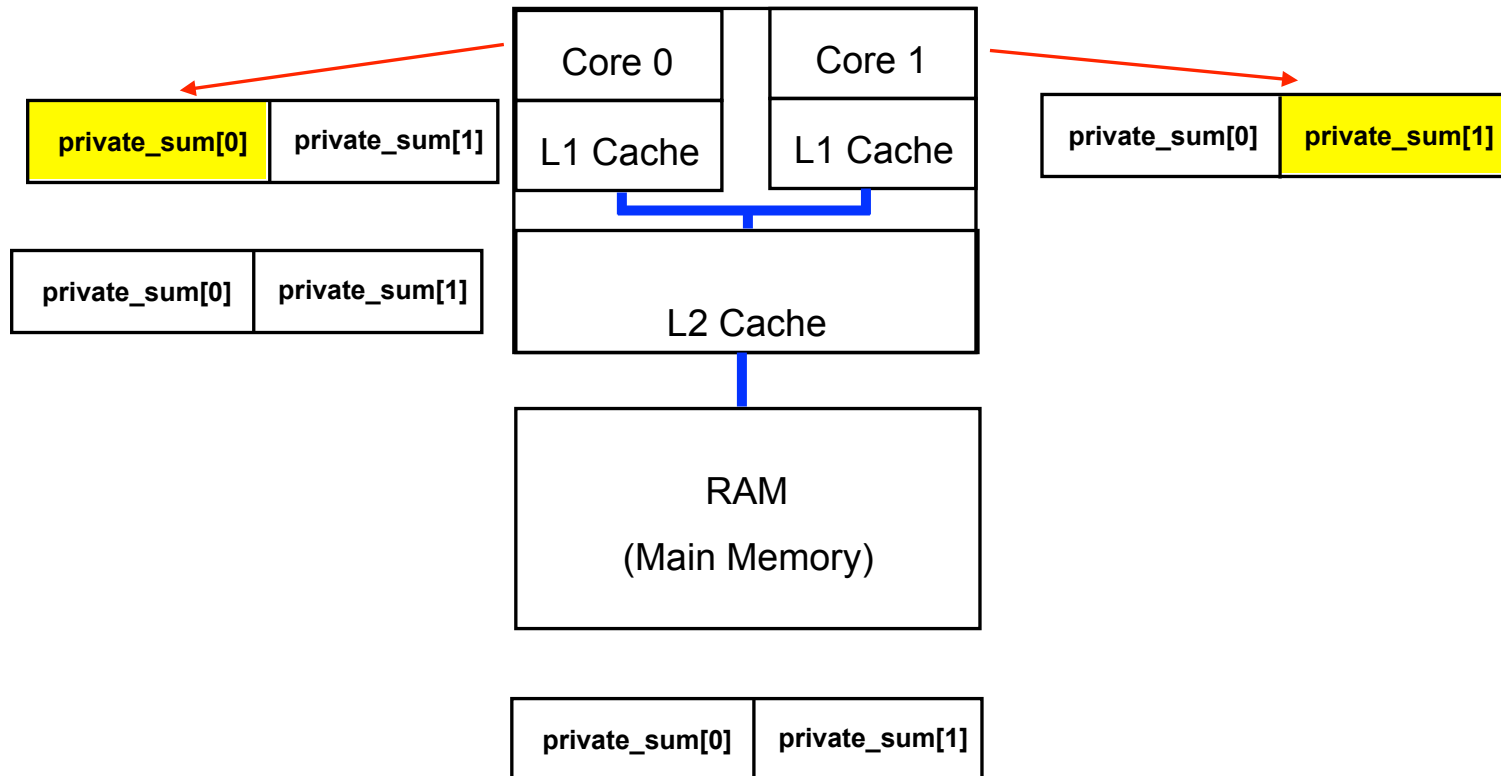 Core 0
Core 1
private_sum[0] private_sum[1]
L1 Cache
L1 Cache
private_sum[0] private_sum[1]
private_sum[0] private_sum[1]
L2 Cache
RAM
(Main Memory)
private_sum[0] private_sum[1]